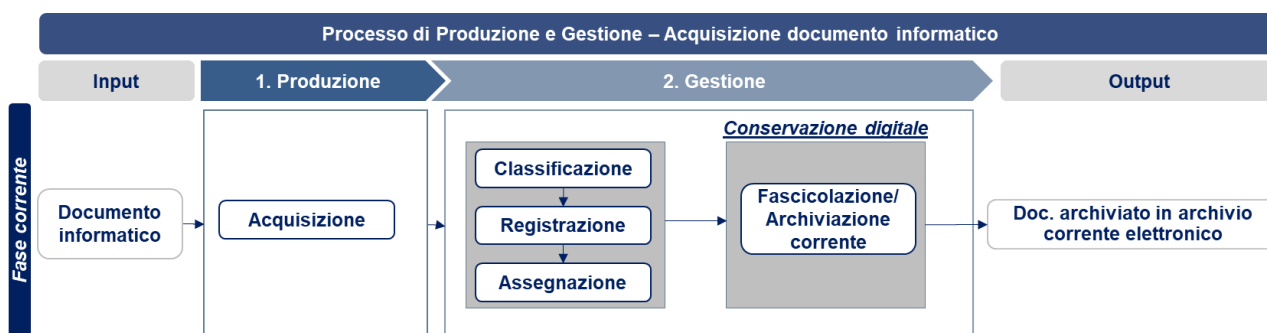 Processo di Produzione e Gestione – Acquisizione documento informatico
Input
1. Produzione
2. Gestione
Output
Fase corrente
Documento
informatico
Acquisizione
Classificazione
Registrazione
Assegnazione
Conservazione digitale
Fascicolazione/
Archiviazione
corrente
Doc. archiviato in archivio
corrente elettronico